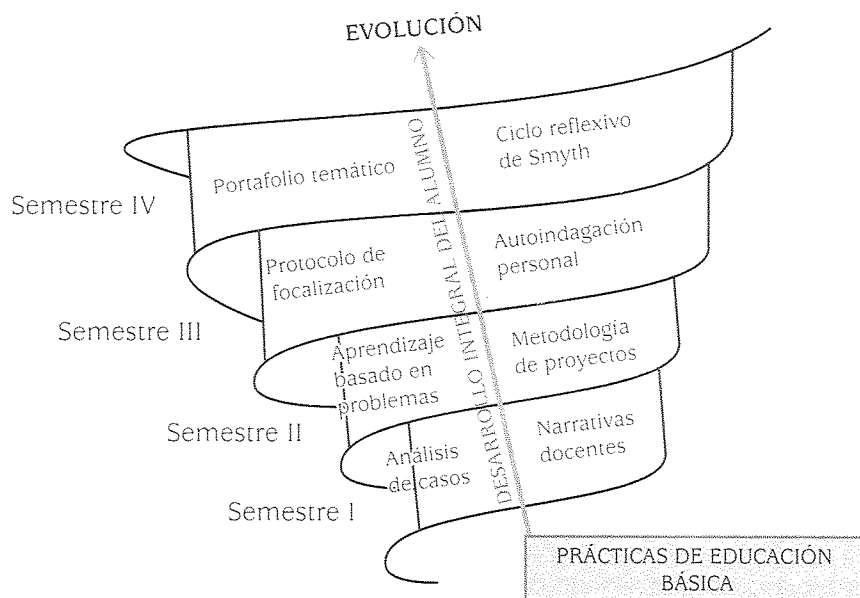 EVOLUCIÓN
Ciclo reflexivo
de Smyth
Portafolio temático
Semestre IV
DESARROLLO INTEGRAL DEL ALUMNO
Autoindagación
personal
Protocolo de
focalización
Semestre III
Metodología
de proyectos
Aprendizaje
basado en
problemas
Semestre II
Narrativas
docentes
Análisis
de casos
Semestre I
PRÁCTICAS DE EDUCACIÓN
BÁSICA